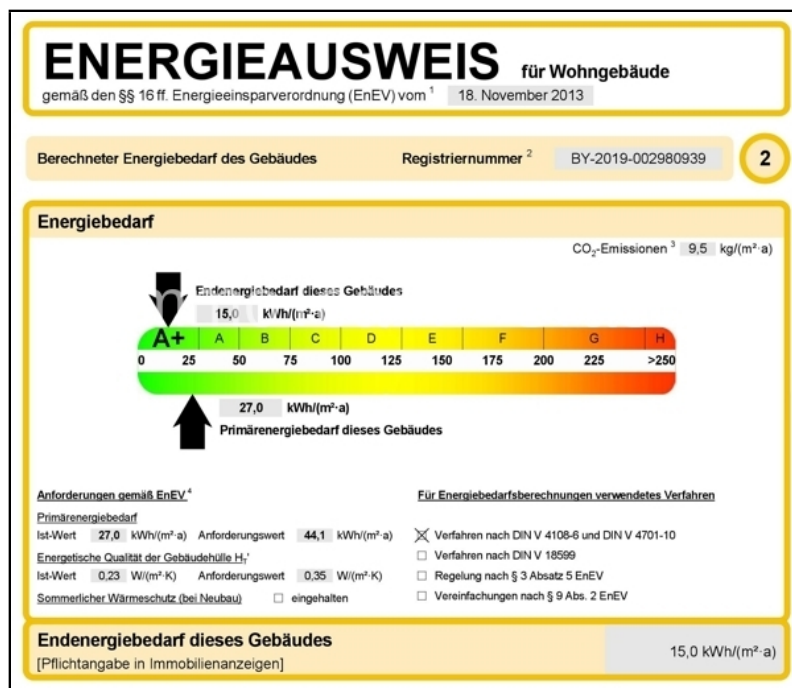 ENERGIEAUSWEIS für Wohngebäude
gemäß den §§ 16 ff. Energieeinsparverordnung (EnEV) vom 1 18. November 2013
Berechneter Energiebedarf des Gebäudes Registriernummer 2 BY-2019-002980939 2
Energiebedarf
CO2-Emissionen 3 9,5 kg/(m²·a)
Endenergiebedarf dieses Gebäudes
15,0 kWh/(m²·a)
A+ A B C D E F G H
0 25 50 75 100 125 150 175 200 225 >250
27,0 kWh/(m²·a)
Primärenergiebedarf dieses Gebäudes
Anforderungen gemäß EnEV 4 Für Energiebedarfsberechnungen verwendetes Verfahren
Primärenergiebedarf
Ist-Wert 27,0 kWh/(m²·a) Anforderungswert 44,1 kWh/(m²·a) Verfahren nach DIN V 4108-6 und DIN V 4701-10
Energetische Qualität der Gebäudehülle HT' Verfahren nach DIN V 18599
Ist-Wert 0,23 W/(m²·K) Anforderungswert 0,35 W/(m²·K) Regelung nach § 3 Absatz 5 EnEV
Sommerlicher Wärmeschutz (bei Neubau) eingehalten Vereinfachungen nach § 9 Abs. 2 EnEV
Endenergiebedarf dieses Gebäudes
[Pflichtangabe in Immobilienanzeigen] 15,0 kWh/(m²·a)